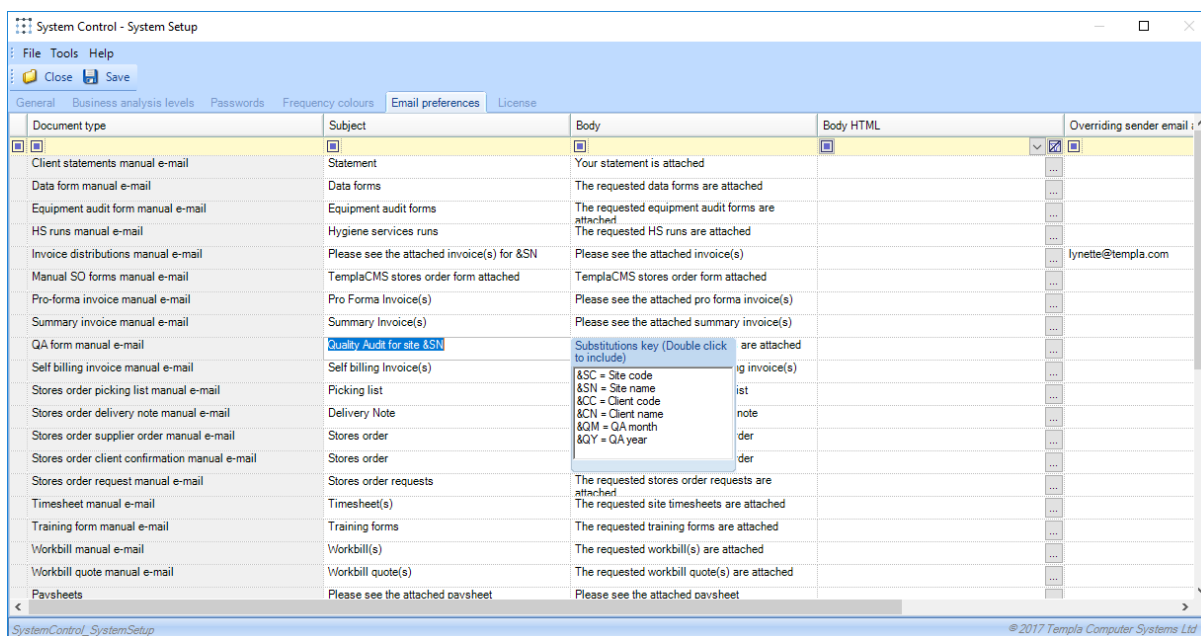 System Control - System Setup
File Tools Help
Close Save
General Business analysis levels Passwords Frequency colours Email preferences License
Document type Subject Body Body HTML Overriding sender email
Client statements manual e-mail Statement Your statement is attached ...
Data form manual e-mail Data forms The requested data forms are attached ...
Equipment audit form manual e-mail Equipment audit forms The requested equipment audit forms are attached ...
HS runs manual e-mail Hygiene services runs The requested HS runs are attached ...
Invoice distributions manual e-mail Please see the attached invoice(s) for &SN Please see the attached invoice(s) ... lynette@templa.com
Manual SO forms manual e-mail TemplaCMS stores order form attached TemplaCMS stores order form attached ...
Pro-forma invoice manual e-mail Pro Forma Invoice(s) Please see the attached pro forma invoice(s) ...
Summary invoice manual e-mail Summary Invoice(s) Please see the attached summary invoice(s) ...
QA form manual e-mail Quality Audit for site &SN are attached ...
Self billing invoice manual e-mail Self billing Invoice(s) invoice(s) ...
Stores order picking list manual e-mail Picking list ist ...
Stores order delivery note manual e-mail Delivery Note note ...
Stores order supplier order manual e-mail Stores order der ...
Stores order client confirmation manual e-mail Stores order der ...
Stores order request manual e-mail Stores order requests The requested stores order requests are attached ...
Timesheet manual e-mail Timesheet(s) The requested site timesheets are attached ...
Training form manual e-mail Training forms The requested training forms are attached ...
Workbill manual e-mail Workbill(s) The requested workbill(s) are attached ...
Workbill quote manual e-mail Workbill quote(s) The requested workbill quote(s) are attached ...
Paysheets Please see the attached paysheet Please see the attached paysheet
Substitutions key (Double click
to include)
&SC = Site code
&SN = Site name
&CC = Client code
&CN = Client name
&QM = QA month
&QY = QA year
SystemControl_SystemSetup © 2017 Templa Computer Systems Ltd